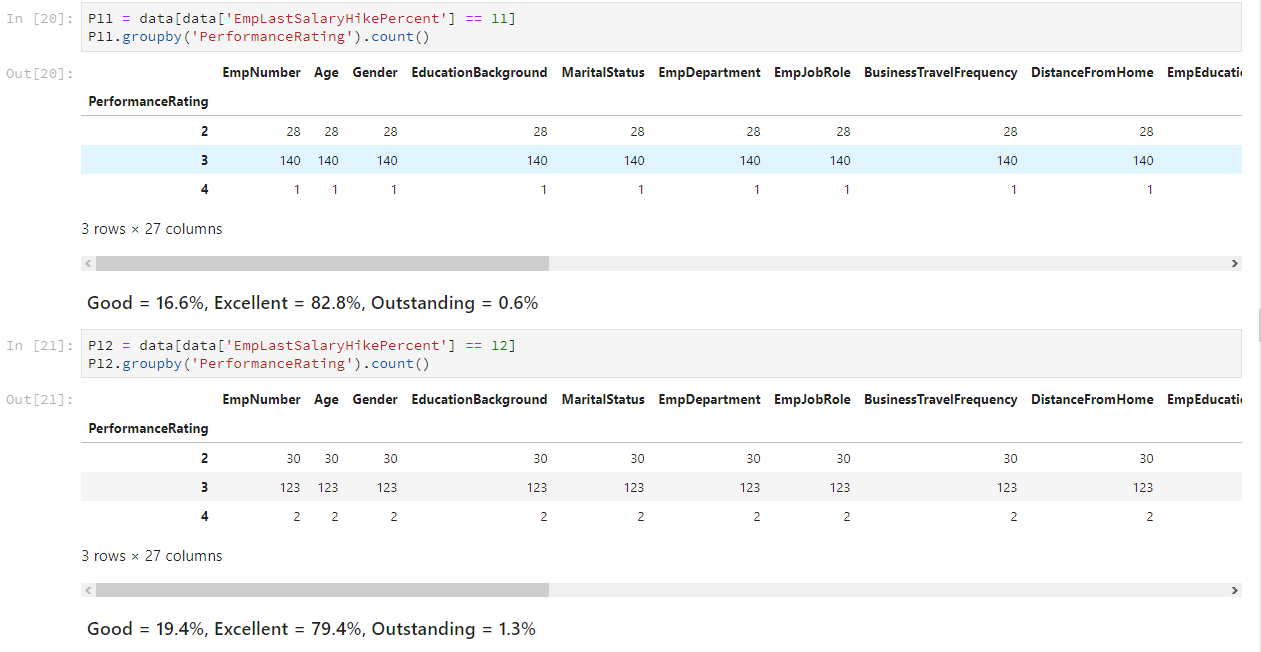 In [20]: P11 = data[data['EmpLastSalaryHikePercent'] == 11]
P11.groupby('PerformanceRating').count()
Out[20]: EmpNumber Age Gender EducationBackground MaritalStatus EmpDepartment EmpJobRole BusinessTravelFrequency DistanceFromHome EmpEducati
PerformanceRating
2 28 28 28 28 28 28 28 28 28
3 140 140 140 140 140 140 140 140 140
4 1 1 1 1 1 1 1 1 1
3 rows × 27 columns
Good = 16.6%, Excellent = 82.8%, Outstanding = 0.6%
In [21]: P12 = data[data['EmpLastSalaryHikePercent'] == 12]
P12.groupby('PerformanceRating').count()
Out[21]: EmpNumber Age Gender EducationBackground MaritalStatus EmpDepartment EmpJobRole BusinessTravelFrequency DistanceFromHome EmpEducati
PerformanceRating
2 30 30 30 30 30 30 30 30 30
3 123 123 123 123 123 123 123 123 123
4 2 2 2 2 2 2 2 2 2
3 rows × 27 columns
Good = 19.4%, Excellent = 79.4%, Outstanding = 1.3%